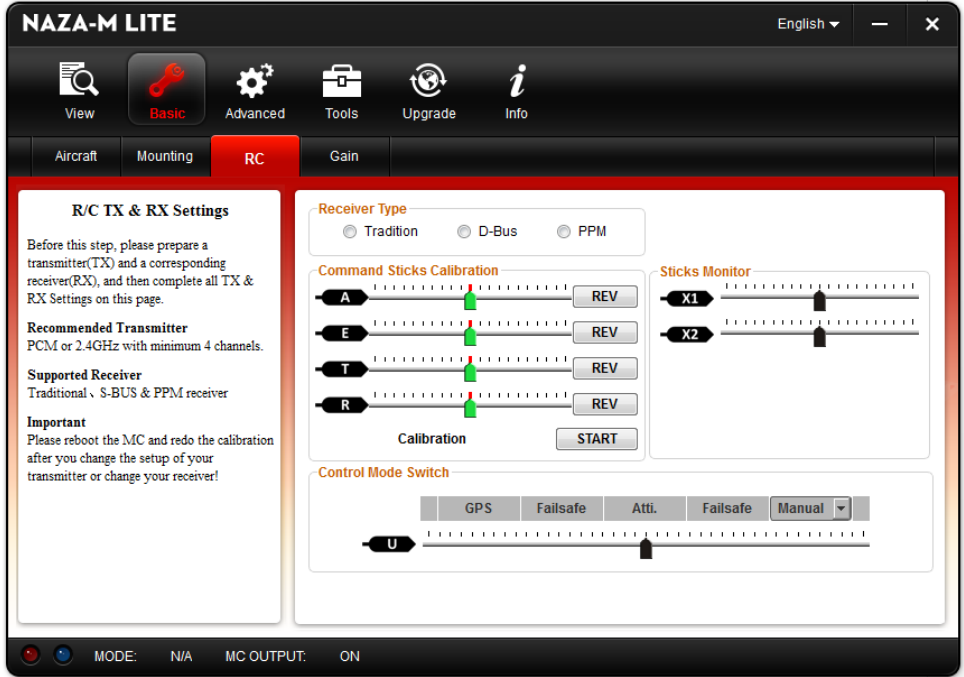 NAZA-M LITE
English
View
Basic
Advanced
Tools
Upgrade
i
Info
Aircraft
Mounting
RC
Gain
R/C TX & RX Settings
Before this step, please prepare a
transmitter(TX) and a corresponding
receiver(RX), and then complete all TX &
RX Settings on this page.
Recommended Transmitter
PCM or 2.4GHz with minimum 4 channels.
Supported Receiver
Traditional、S-BUS & PPM receiver
Important
Please reboot the MC and redo the calibration
after you change the setup of your
transmitter or change your receiver!
Receiver Type
Tradition
D-Bus
PPM
Command Sticks Calibration
A REV
E REV
T REV
R REV
Calibration START
Sticks Monitor
X1
X2
Control Mode Switch
GPS Failsafe Atti. Failsafe Manual
U
MODE: N/A MC OUTPUT: ON